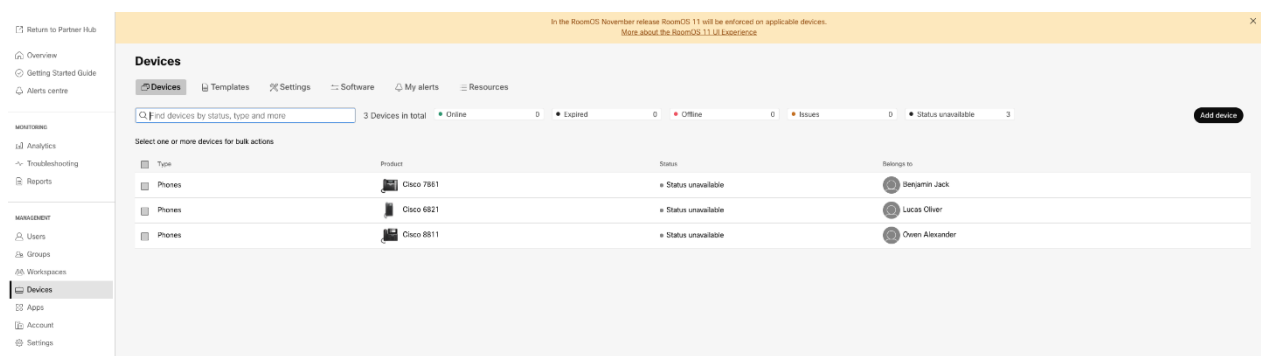 In the RoomOS November release RoomOS 11 will be enforced on applicable devices.
More about the RoomOS 11 UI Experience
Return to Partner Hub
Overview
Getting Started Guide
Alerts centre
MONITORING
Analytics
Troubleshooting
Reports
MANAGEMENT
Users
Groups
Workspaces
Devices
Apps
Account
Settings
Devices
Devices Templates Settings Software My alerts Resources
Find devices by status, type and more 3 Devices in total Online 0 Expired 0 Offline 0 Issues 0 Status unavailable 3 Add device
Select one or more devices for bulk actions
Type Product Status Belongs to
Phones Cisco 7861 Status unavailable Benjamin Jack
Phones Cisco 6821 Status unavailable Lucas Oliver
Phones Cisco 8811 Status unavailable Owen Alexander